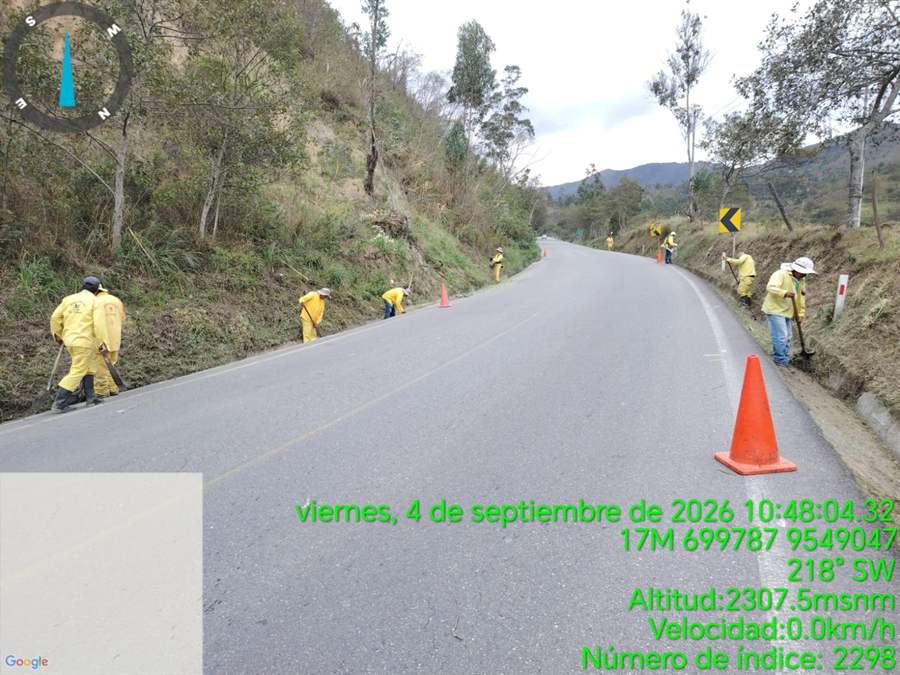 S
W
E
N
viernes, 4 de septiembre de 2026 10:48:04.32
17M 699787 9549047
218° SW
Altitud:2307.5msnm
Velocidad:0.0km/h
Número de índice: 2298
Google